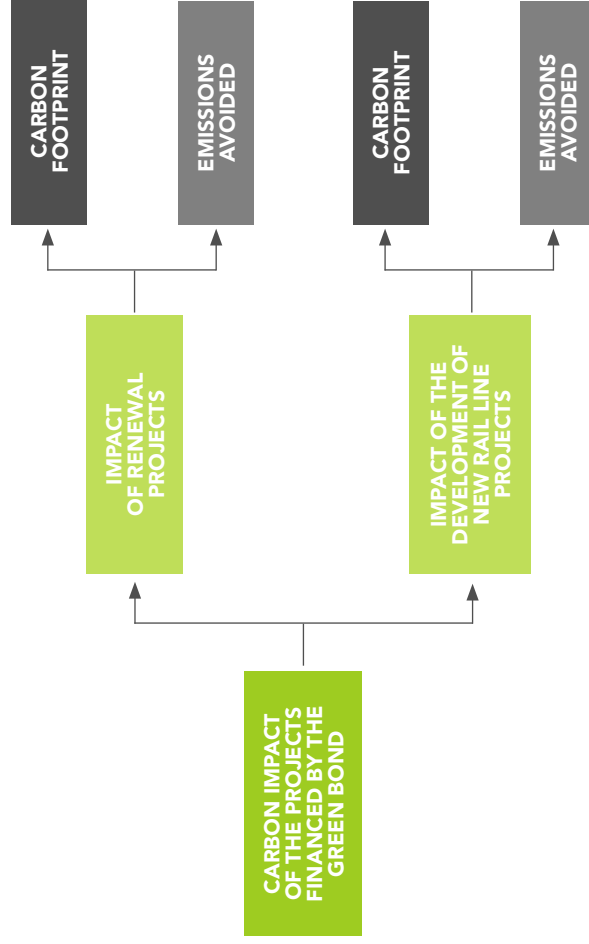 CARBON IMPACT
OF THE PROJECTS
FINANCED BY THE
GREEN BOND
IMPACT
OF RENEWAL
PROJECTS
CARBON
FOOTPRINT
EMISSIONS
AVOIDED
IMPACT OF THE
DEVELOPMENT OF
NEW RAIL LINE
PROJECTS
CARBON
FOOTPRINT
EMISSIONS
AVOIDED